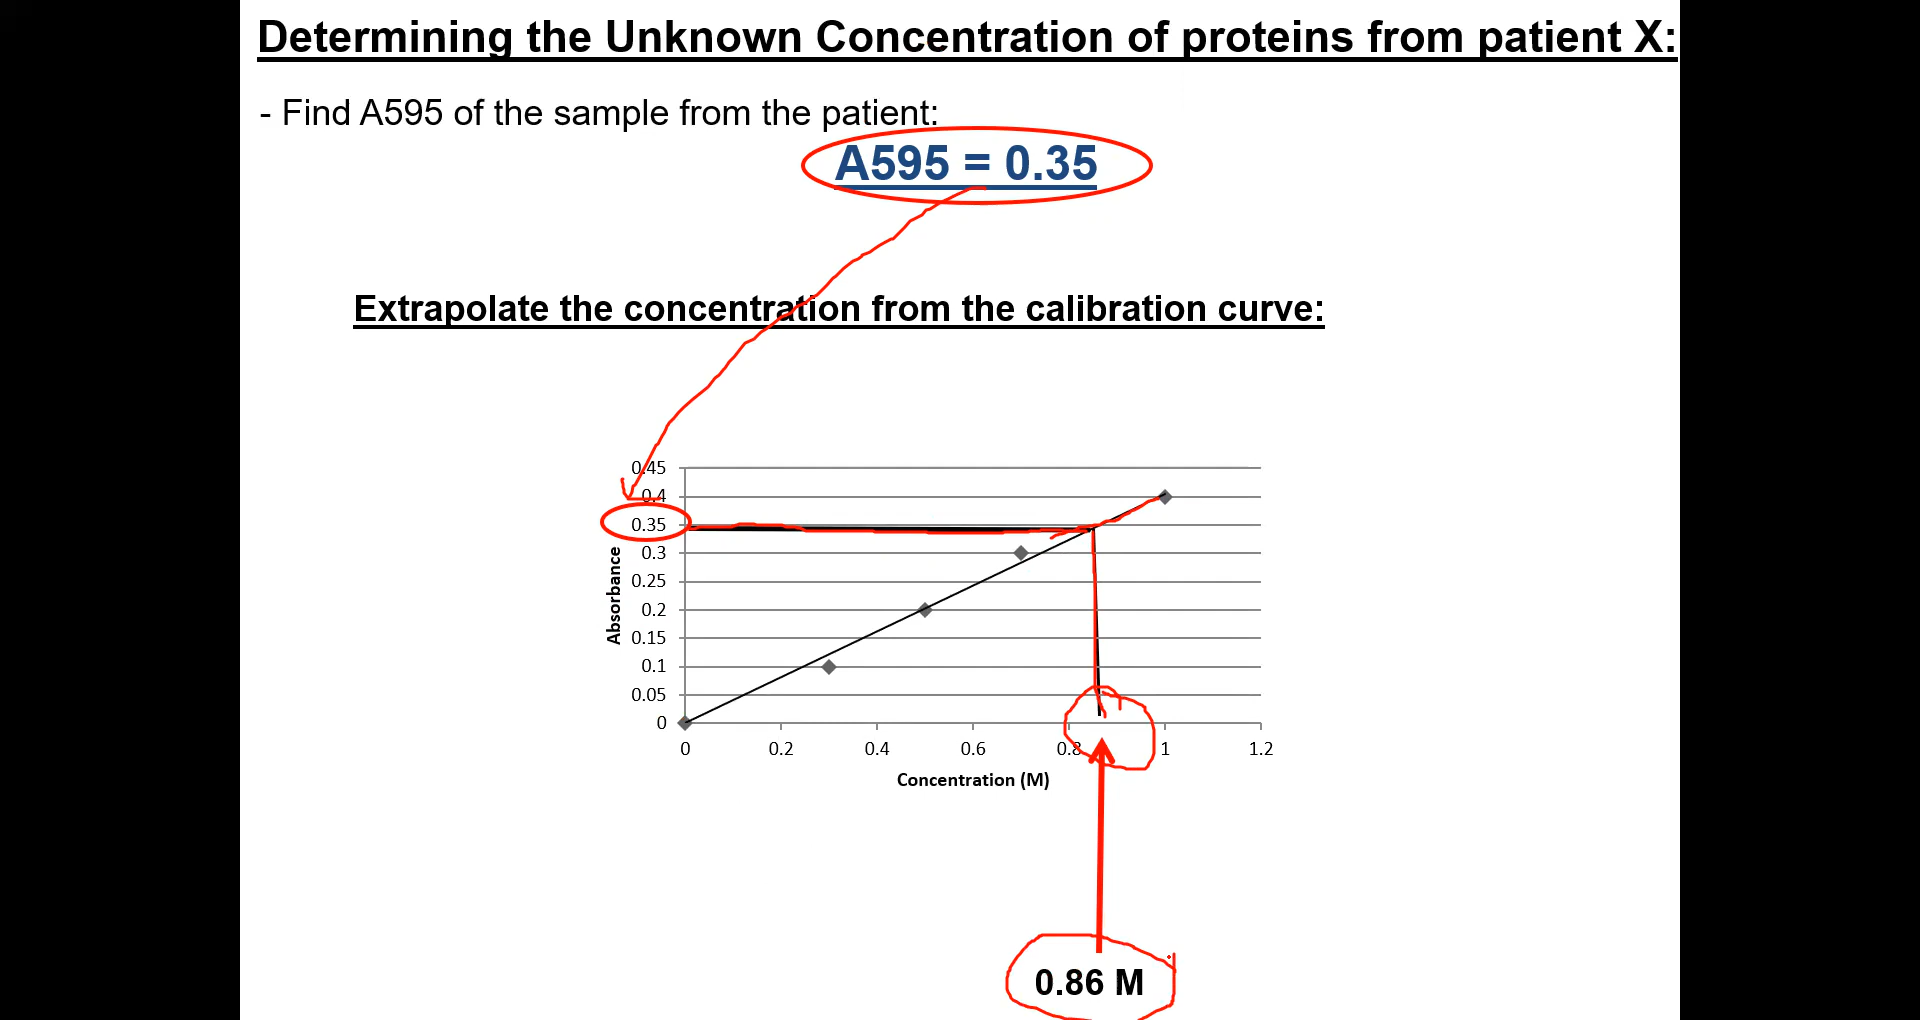 Determining the Unknown Concentration of proteins from patient X:
- Find A595 of the sample from the patient:
A595 = 0.35
Extrapolate the concentration from the calibration curve:
0.45
0.4
0.35
0.3
0.25
0.2
0.15
0.1
0.05
0
Absorbance
0 0.2 0.4 0.6 0.8 1 1.2
Concentration (M)
0.86 M